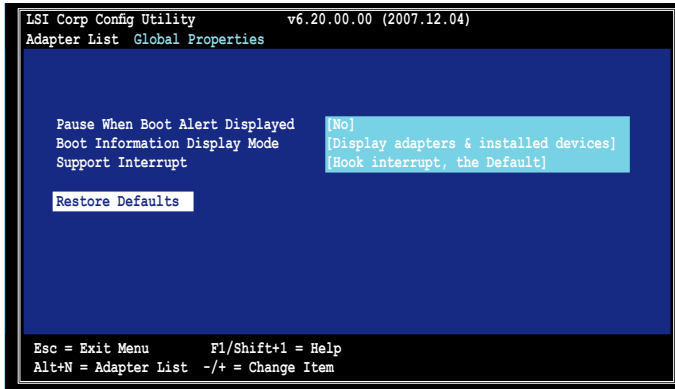 LSI Corp Config Utility v6.20.00.00 (2007.12.04)
Adapter List Global Properties
Pause When Boot Alert Displayed [No]
Boot Information Display Mode [Display adapters & installed devices]
Support Interrupt [Hook interrupt, the Default]
Restore Defaults
Esc = Exit Menu F1/Shift+1 = Help
Alt+N = Adapter List -/+ = Change Item